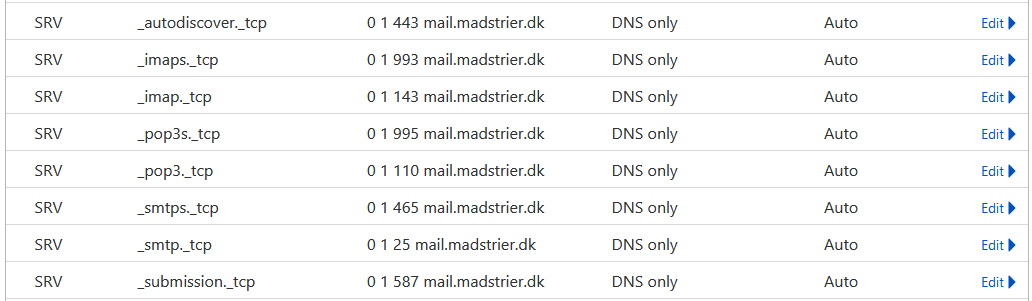 SRV _autodiscover._tcp 0 1 443 mail.madstrier.dk DNS only Auto Edit
SRV _imaps._tcp 0 1 993 mail.madstrier.dk DNS only Auto Edit
SRV _imap._tcp 0 1 143 mail.madstrier.dk DNS only Auto Edit
SRV _pop3s._tcp 0 1 995 mail.madstrier.dk DNS only Auto Edit
SRV _pop3._tcp 0 1 110 mail.madstrier.dk DNS only Auto Edit
SRV _smtps._tcp 0 1 465 mail.madstrier.dk DNS only Auto Edit
SRV _smtp._tcp 0 1 25 mail.madstrier.dk DNS only Auto Edit
SRV _submission._tcp 0 1 587 mail.madstrier.dk DNS only Auto Edit